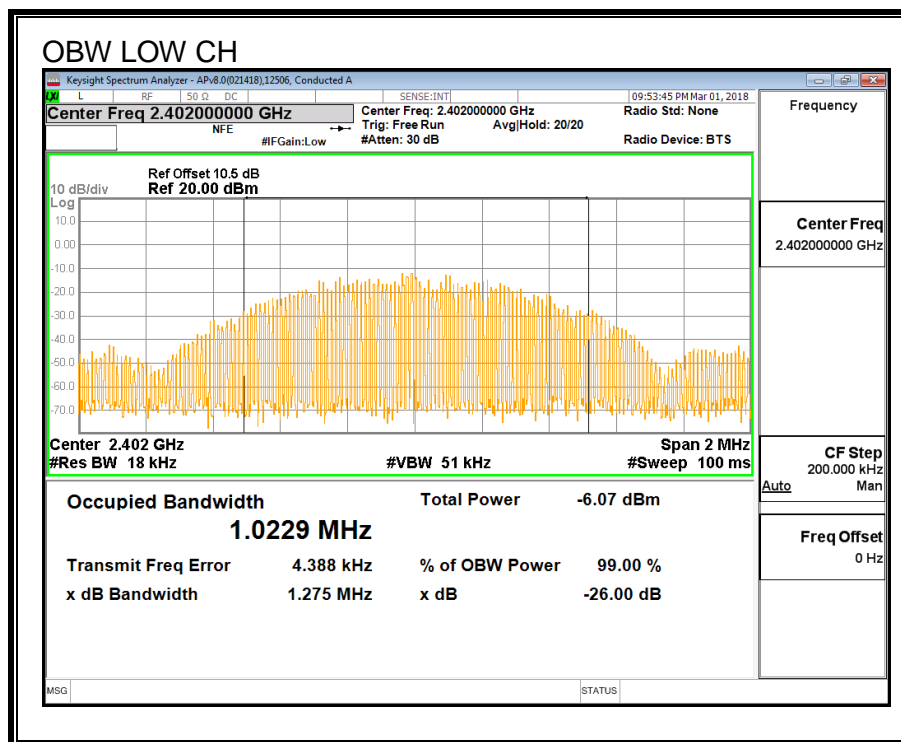 OBW LOW CH
Keysight Spectrum Analyzer - APv8.0(021418),12506, Conducted A
LXI L RF 50 Ω DC SENSE:INT 09:53:45 PM Mar 01, 2018
Center Freq 2.402000000 GHz
NFE
#IFGain:Low
Center Freq: 2.402000000 GHz
Trig: Free Run Avg|Hold: 20/20
#Atten: 30 dB
Radio Std: None
Radio Device: BTS
Ref Offset 10.5 dB
10 dB/div Ref 20.00 dBm
Log
10.0
0.00
-10.0
-20.0
-30.0
-40.0
-50.0
-60.0
-70.0
Center 2.402 GHz Span 2 MHz
#Res BW 18 kHz #VBW 51 kHz #Sweep 100 ms
Occupied Bandwidth Total Power -6.07 dBm
1.0229 MHz
Transmit Freq Error 4.388 kHz % of OBW Power 99.00 %
x dB Bandwidth 1.275 MHz x dB -26.00 dB
MSG STATUS
Frequency
Center Freq
2.402000000 GHz
CF Step
200.000 kHz
Auto Man
Freq Offset
0 Hz